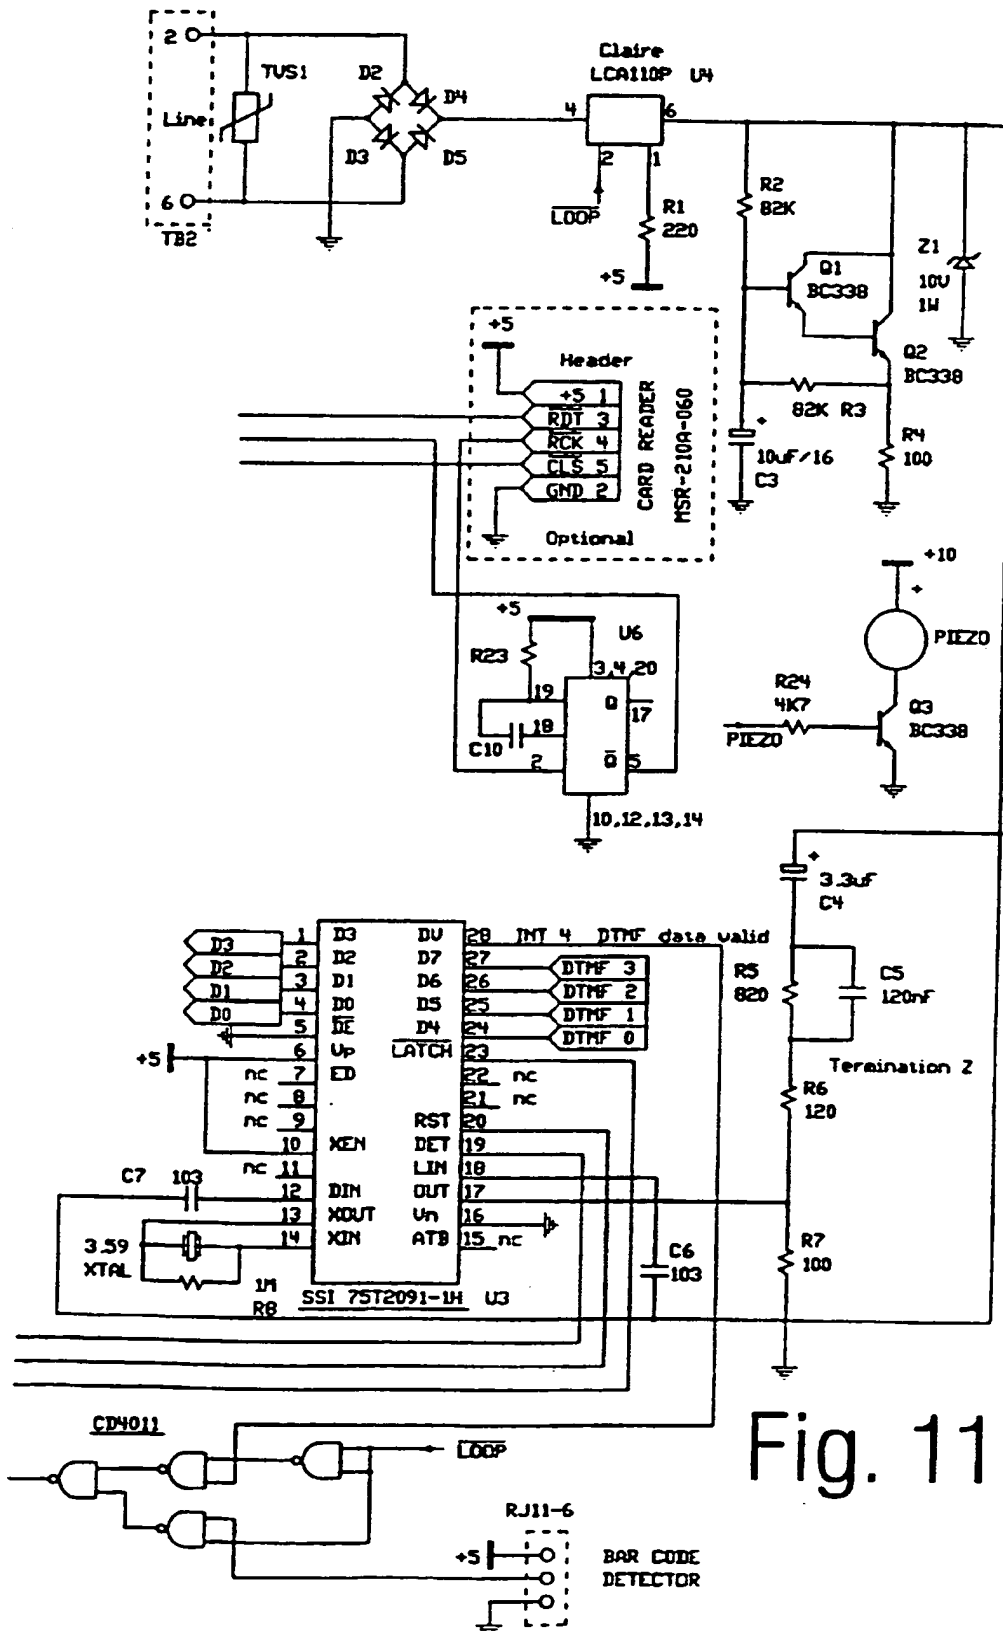 2
TVS1
Line
6
TB2
D2
D4
D3
D5
Claire
LCA110P U4
4
6
2
1
LOOP
R1
220
+5
R2
82K
Q1
BC338
Z1
10V
1W
Q2
BC338
82K R3
+
10uF/16
C3
R4
100
+5
Header
+5 1
RDT 3
RCK 4
CLS 5
GND 2
Optional
CARD READER
MSR-210A-060
+10
+
PIEZO
R24
4K7
PIEZO
Q3
BC338
+5
U6
R23
3,4,20
19
Q
17
18
C10
2
Q
5
10,12,13,14
+
3.3uF
C4
R5
820
C5
120nF
Termination Z
R6
120
R7
100
D3
D2
D1
D0
1 D3
2 D2
3 D1
4 D0
5 DE
+5
6 Vp
nc 7 ED
nc 8
nc 9
10 XEN
nc 11
C7
103
12 DIN
13 XOUT
14 XIN
3.59
XTAL
1M
R8
DV 28 INT 4 DTMF data valid
D7 27 DTMF 3
D6 26 DTMF 2
D5 25 DTMF 1
D4 24 DTMF 0
LATCH 23
22 nc
21 nc
RST 20
DET 19
LIN 18
OUT 17
Vn 16
ATB 15 nc
C6
103
SSI 75T2091-1H U3
CD4011
LOOP
Fig. 11
RJ11-6
+5
BAR CODE
DETECTOR